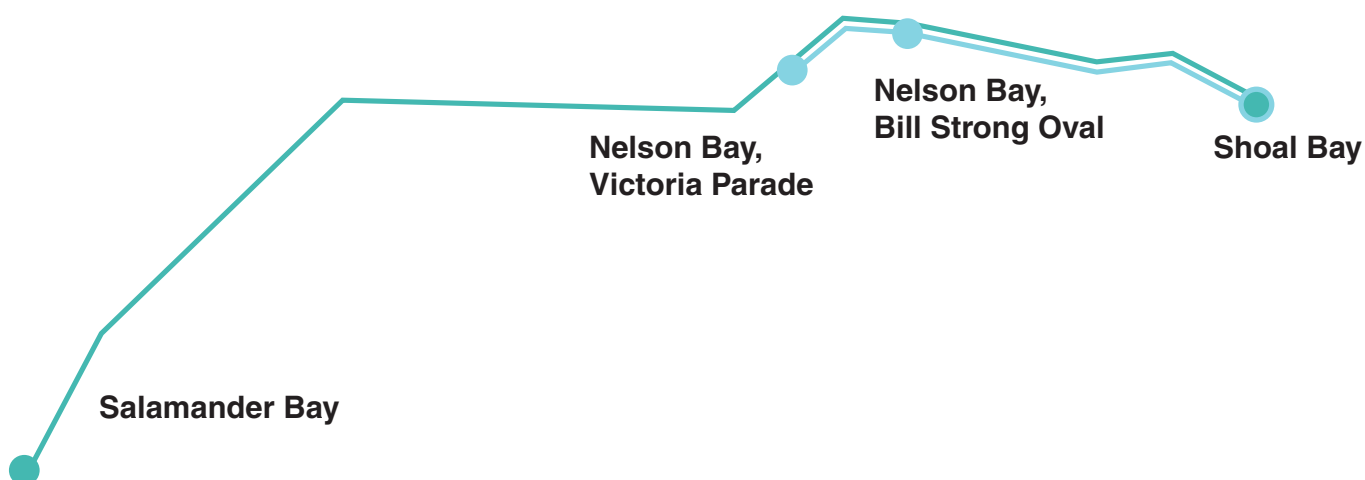 Nelson Bay,
Bill Strong Oval
Nelson Bay,
Victoria Parade
Shoal Bay
Salamander Bay